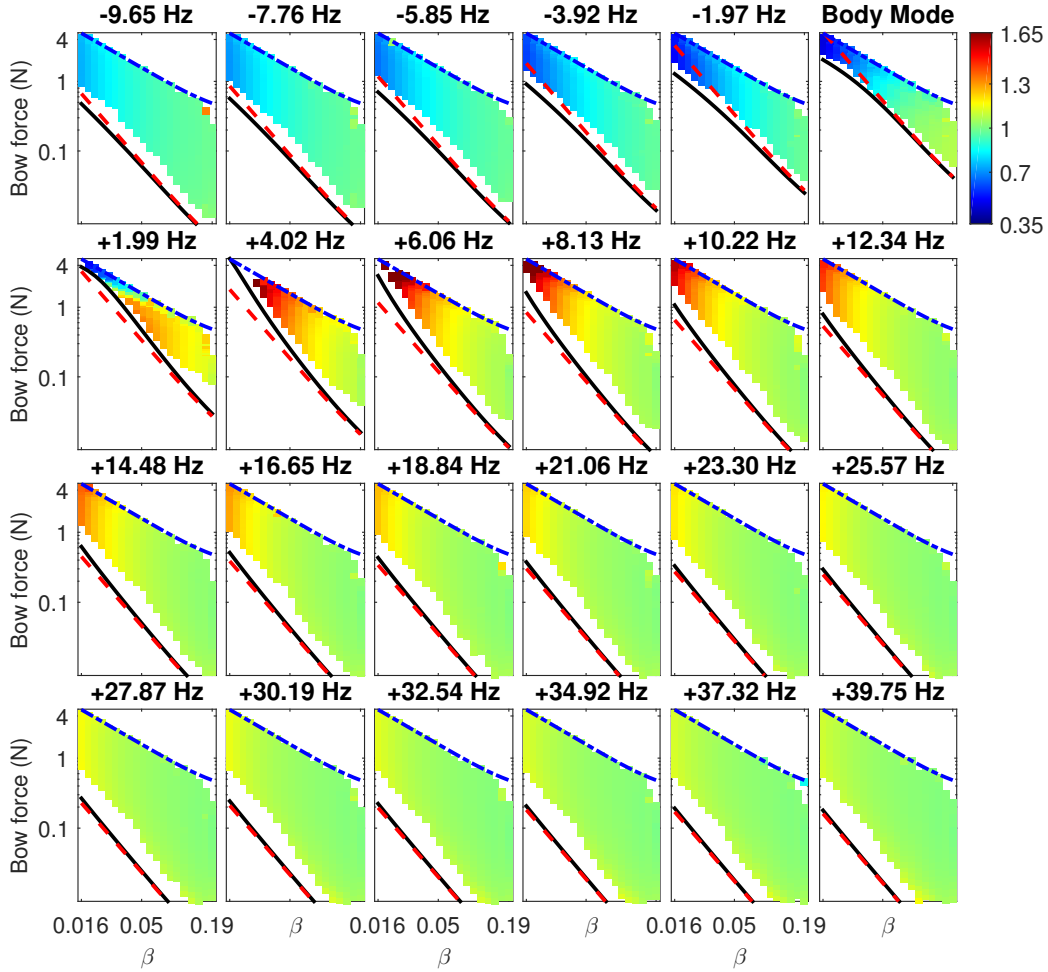 -9.65 Hz -7.76 Hz -5.85 Hz -3.92 Hz -1.97 Hz Body Mode
4
1
0.1
Bow force (N)
1.65
1.3
1
0.7
0.35
+1.99 Hz +4.02 Hz +6.06 Hz +8.13 Hz +10.22 Hz +12.34 Hz
4
1
0.1
Bow force (N)
+14.48 Hz +16.65 Hz +18.84 Hz +21.06 Hz +23.30 Hz +25.57 Hz
4
1
0.1
Bow force (N)
+27.87 Hz +30.19 Hz +32.54 Hz +34.92 Hz +37.32 Hz +39.75 Hz
4
1
0.1
Bow force (N)
0.016 0.05 0.19 β 0.016 0.05 0.19 β 0.016 0.05 0.19 β
β β β